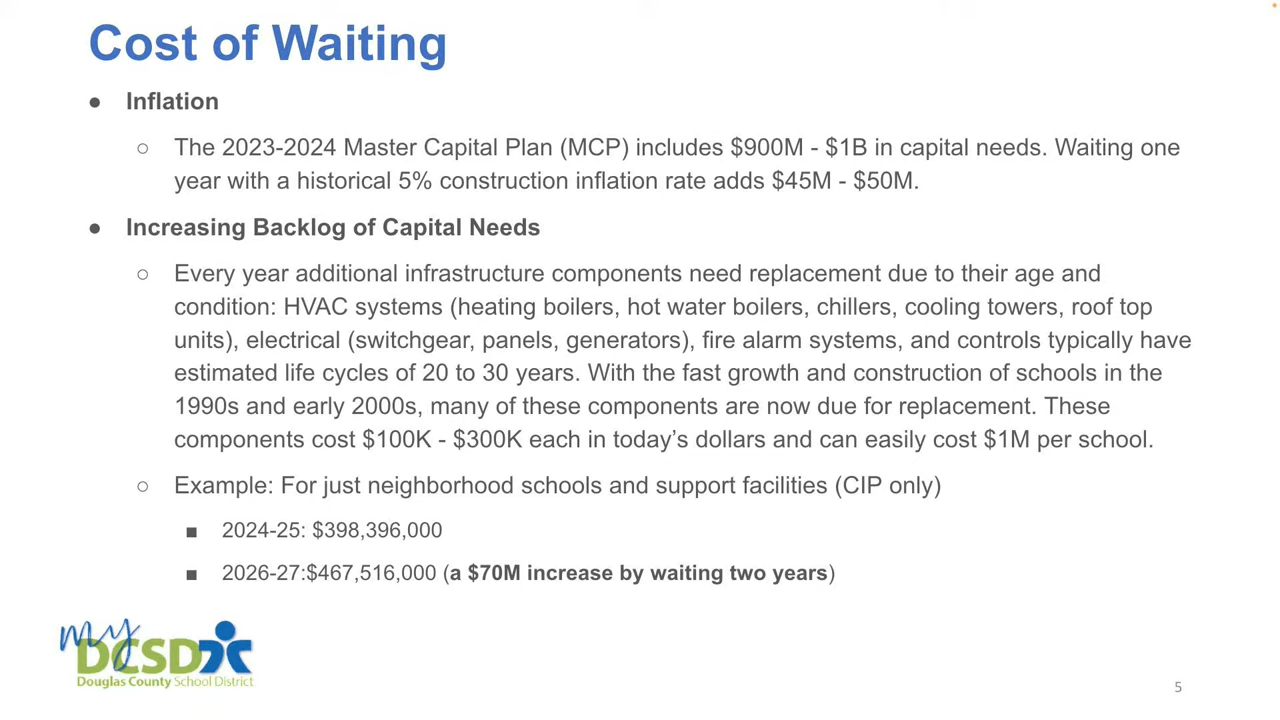 Cost of Waiting
● Inflation
○ The 2023-2024 Master Capital Plan (MCP) includes $900M - $1B in capital needs. Waiting one
year with a historical 5% construction inflation rate adds $45M - $50M.
● Increasing Backlog of Capital Needs
○ Every year additional infrastructure components need replacement due to their age and
condition: HVAC systems (heating boilers, hot water boilers, chillers, cooling towers, roof top
units), electrical (switchgear, panels, generators), fire alarm systems, and controls typically have
estimated life cycles of 20 to 30 years. With the fast growth and construction of schools in the
1990s and early 2000s, many of these components are now due for replacement. These
components cost $100K - $300K each in today’s dollars and can easily cost $1M per school.
○ Example: For just neighborhood schools and support facilities (CIP only)
■ 2024-25: $398,396,000
■ 2026-27:$467,516,000 (a $70M increase by waiting two years)
my
DCSD
Douglas County School District
5